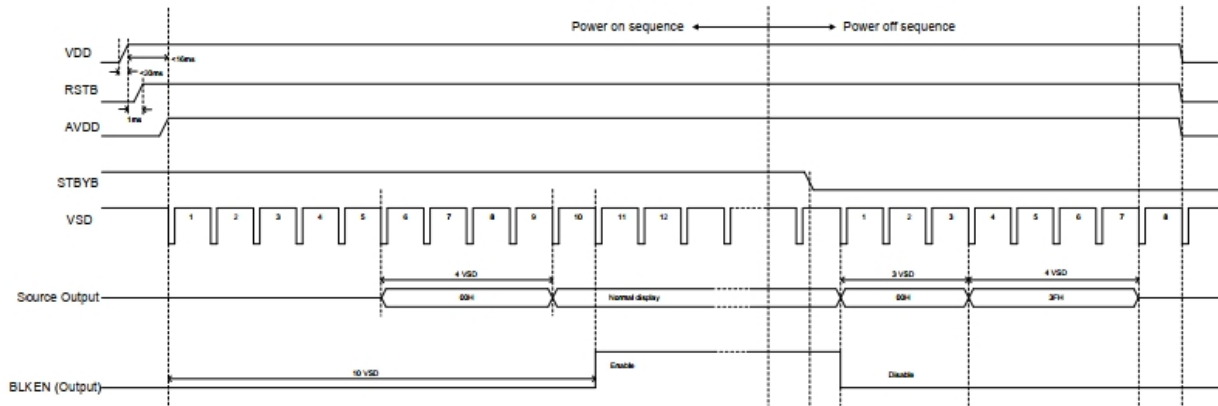 Power on sequence
Power off sequence
VDD
<16ms
<20ms
RSTB
1ms
AVDD
STBYB
VSD
1 2 3 4 5 6 7 8 9 10 11 12 1 2 3 4 5 6 7 8
4 VSD 3 VSD 4 VSD
Source Output 00H Normal display 00H 3FH
Enable
10 VSD Disable
BLKEN (Output)